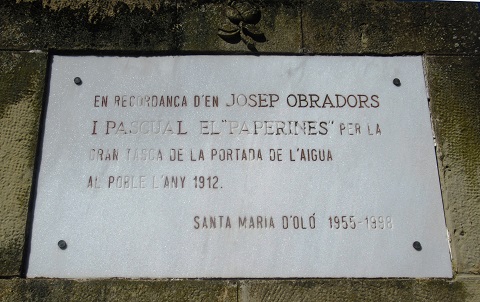 EN RECORDANÇA D'EN JOSEP OBRADORS
I PASCUAL EL "PAPERINES" PER LA
GRAN TASCA DE LA PORTADA DE L'AIGUA
AL POBLE L'ANY 1912.
SANTA MARIA D'OLÓ 1955-1998